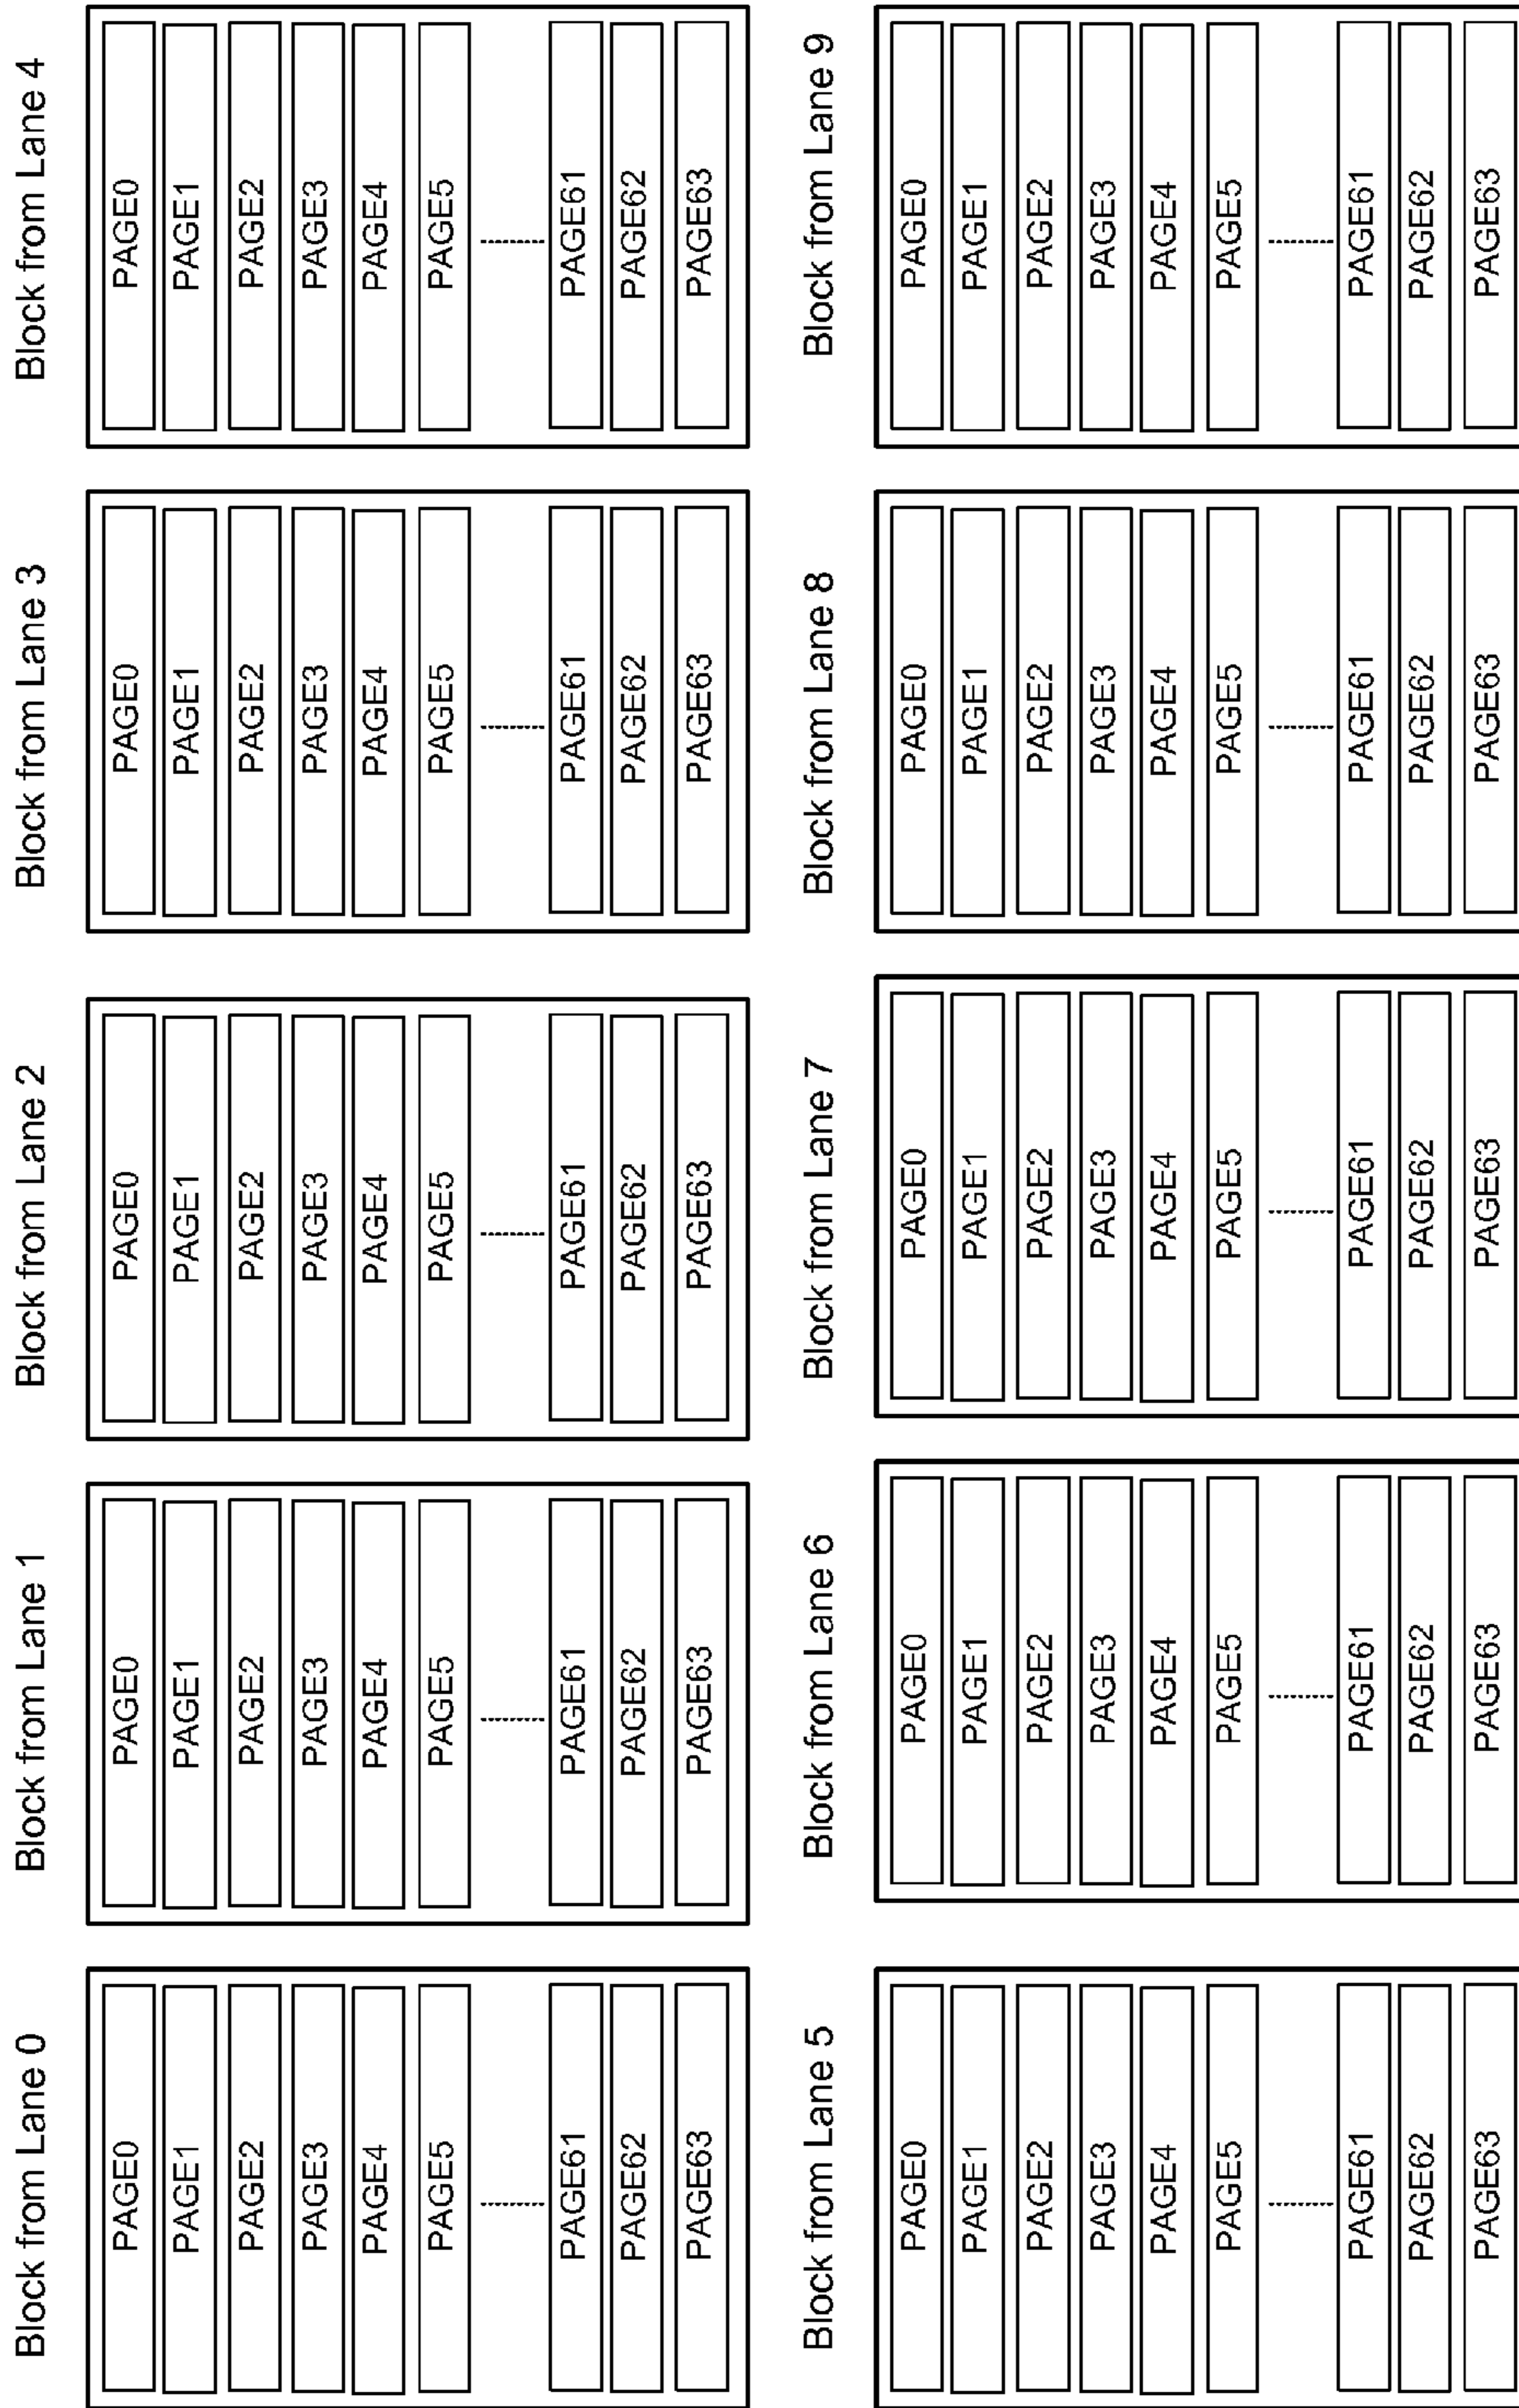 Block from Lane 0
PAGE0
PAGE1
PAGE2
PAGE3
PAGE4
PAGE5
PAGE61
PAGE62
PAGE63
Block from Lane 1
PAGE0
PAGE1
PAGE2
PAGE3
PAGE4
PAGE5
PAGE61
PAGE62
PAGE63
Block from Lane 2
PAGE0
PAGE1
PAGE2
PAGE3
PAGE4
PAGE5
PAGE61
PAGE62
PAGE63
Block from Lane 3
PAGE0
PAGE1
PAGE2
PAGE3
PAGE4
PAGE5
PAGE61
PAGE62
PAGE63
Block from Lane 4
PAGE0
PAGE1
PAGE2
PAGE3
PAGE4
PAGE5
PAGE61
PAGE62
PAGE63
Block from Lane 5
PAGE0
PAGE1
PAGE2
PAGE3
PAGE4
PAGE5
PAGE61
PAGE62
PAGE63
Block from Lane 6
PAGE0
PAGE1
PAGE2
PAGE3
PAGE4
PAGE5
PAGE61
PAGE62
PAGE63
Block from Lane 7
PAGE0
PAGE1
PAGE2
PAGE3
PAGE4
PAGE5
PAGE61
PAGE62
PAGE63
Block from Lane 8
PAGE0
PAGE1
PAGE2
PAGE3
PAGE4
PAGE5
PAGE61
PAGE62
PAGE63
Block from Lane 9
PAGE0
PAGE1
PAGE2
PAGE3
PAGE4
PAGE5
PAGE61
PAGE62
PAGE63